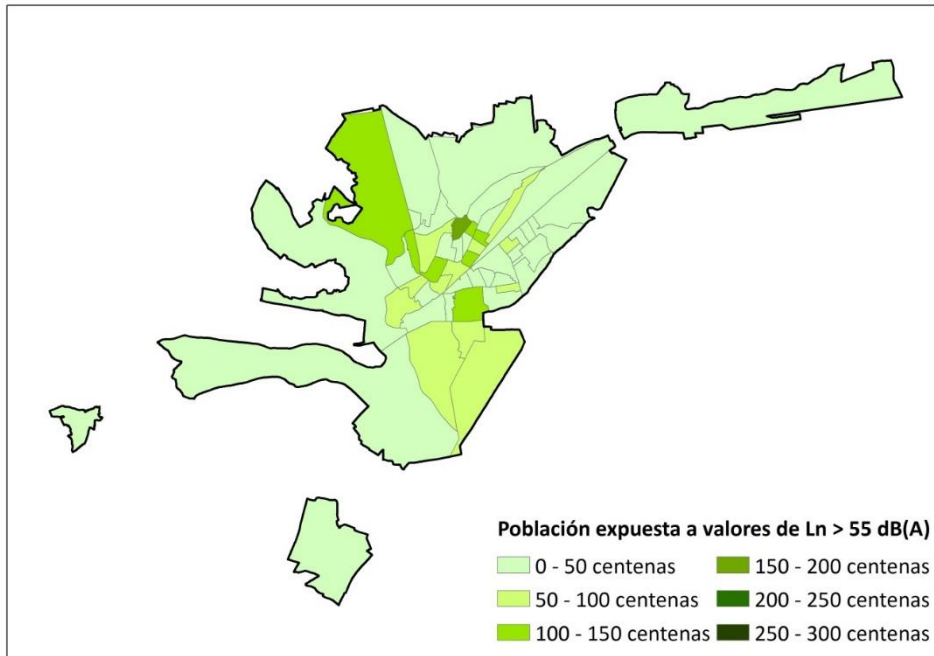 Población expuesta a valores de Ln > 55 dB(A)
0 - 50 centenas 150 - 200 centenas
50 - 100 centenas 200 - 250 centenas
100 - 150 centenas 250 - 300 centenas